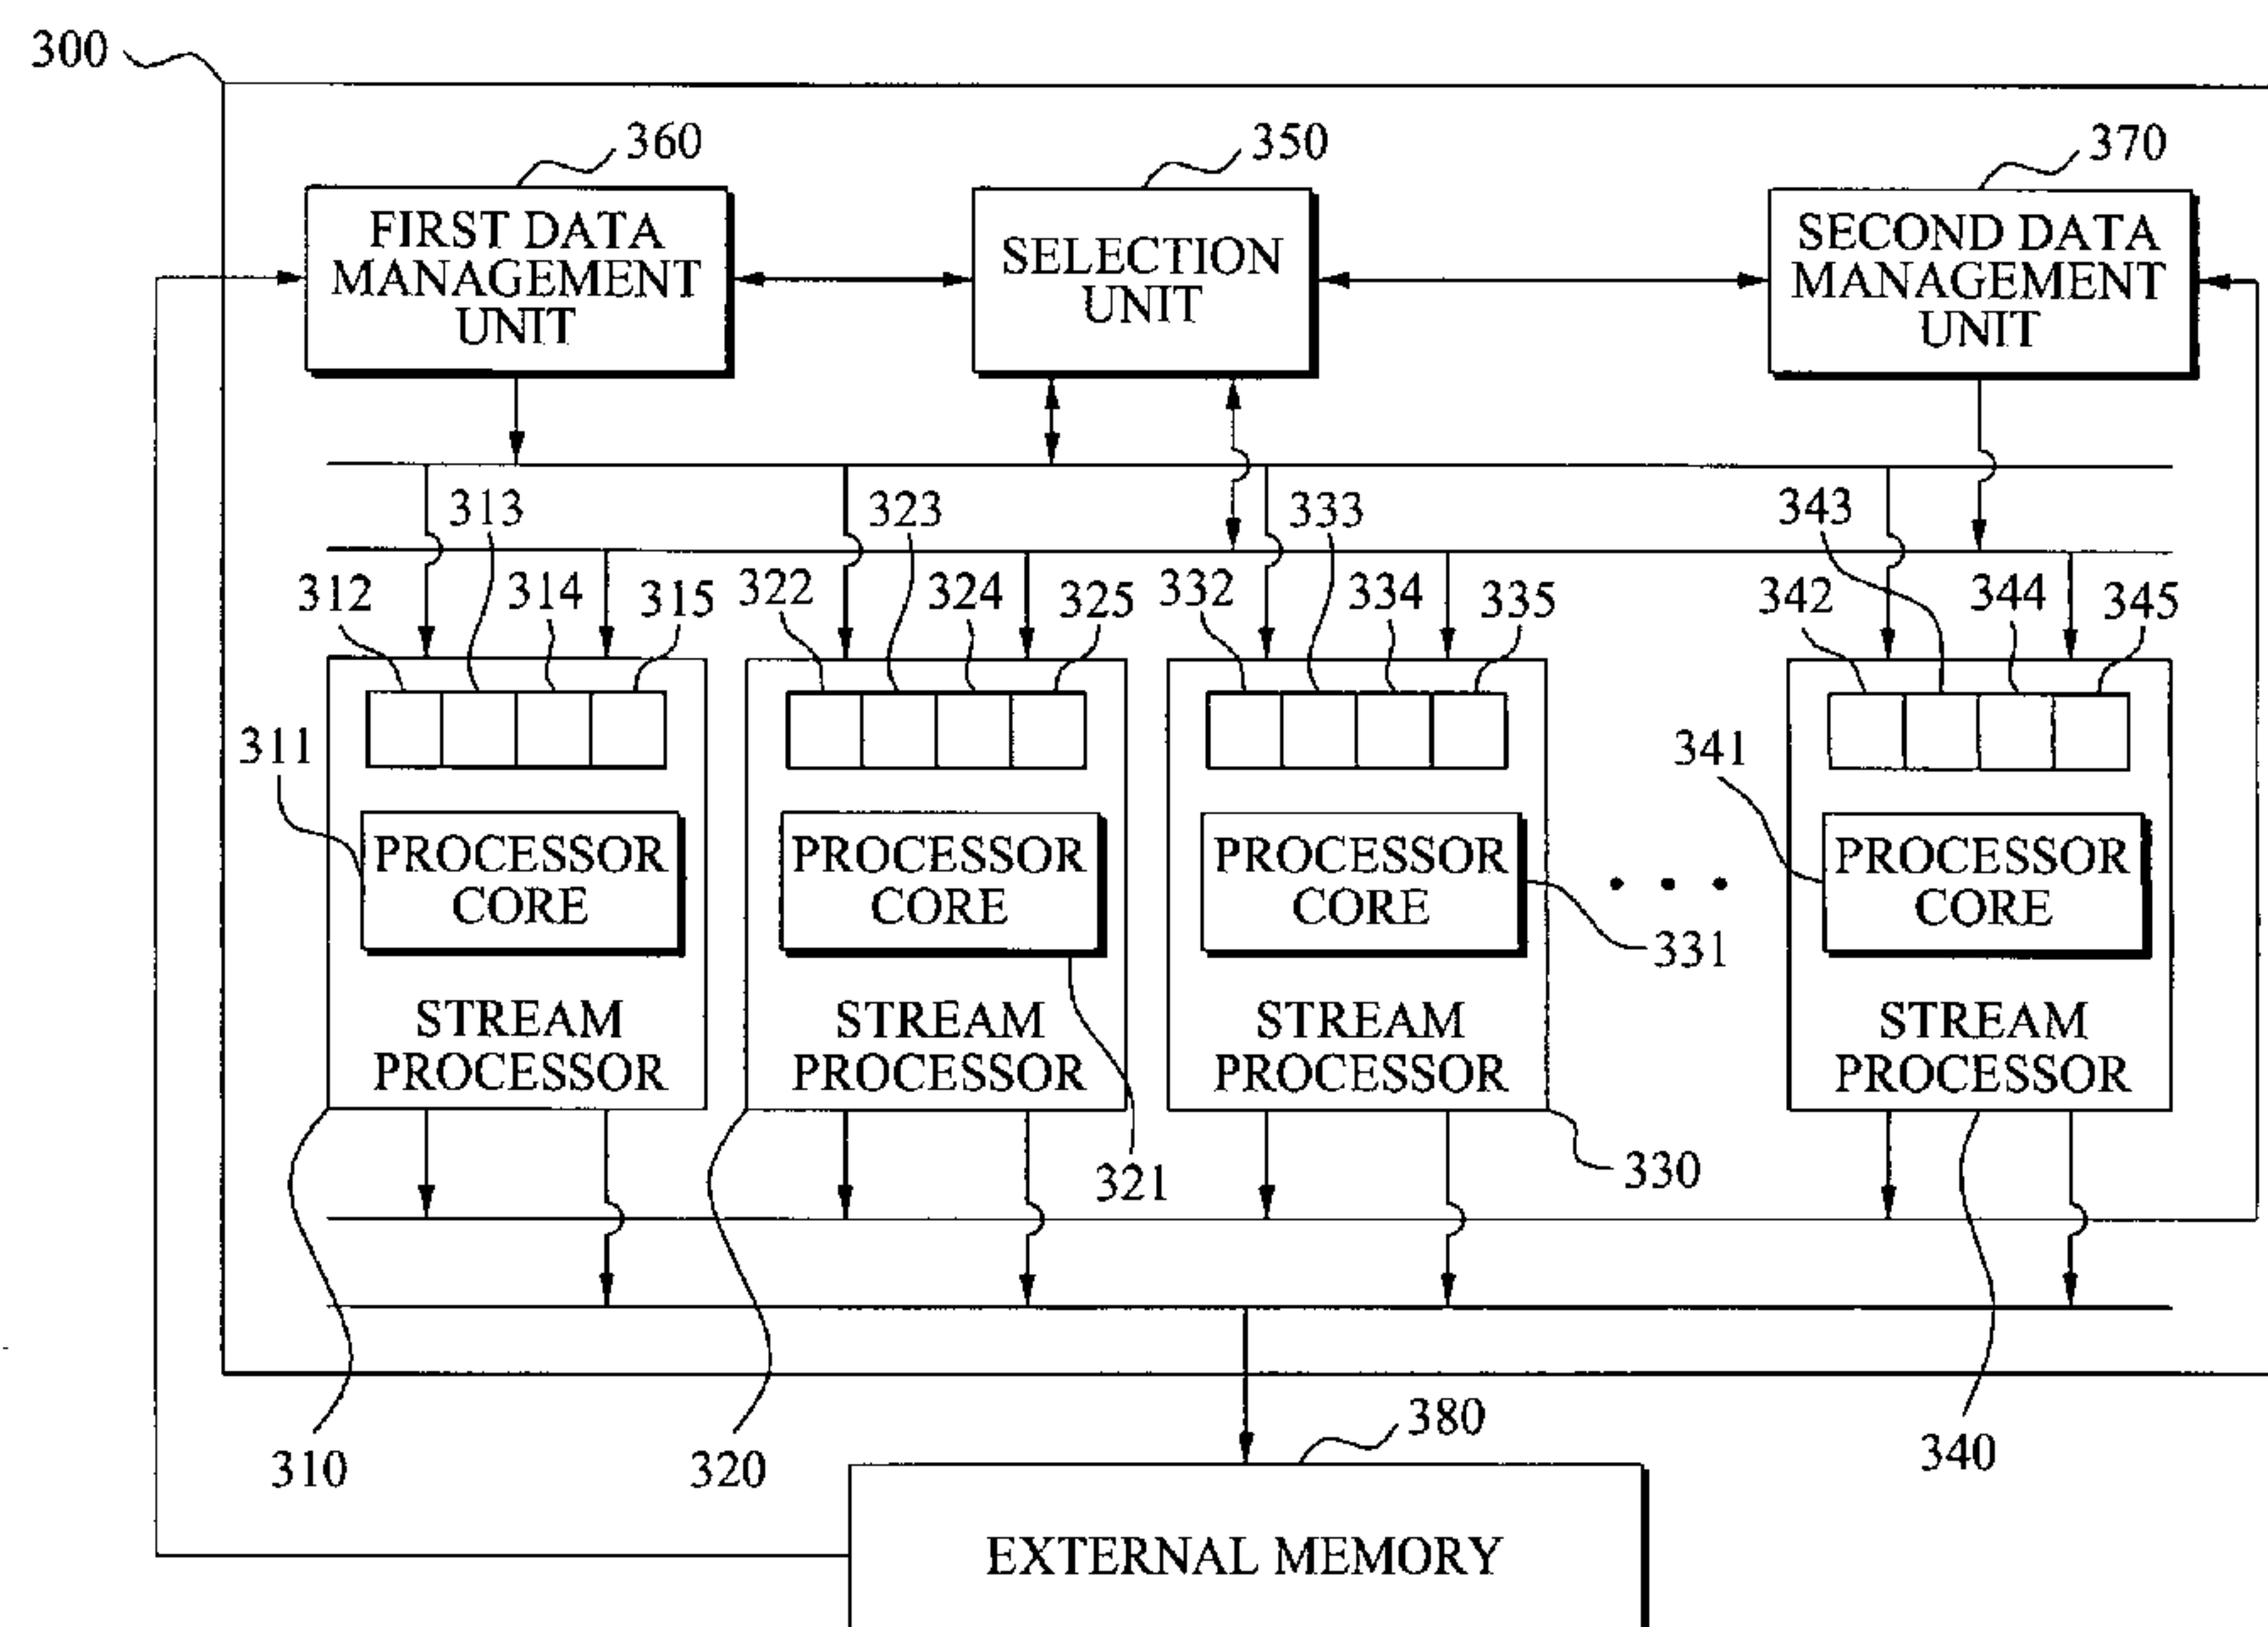 300
360
350
370
FIRST DATA
MANAGEMENT
UNIT
SELECTION
UNIT
SECOND DATA
MANAGEMENT
UNIT
313
323
333
343
312
314
315
322
324
325
332
334
335
342
344
345
311
341
PROCESSOR
CORE
PROCESSOR
CORE
PROCESSOR
CORE
PROCESSOR
CORE
331
STREAM
PROCESSOR
STREAM
PROCESSOR
STREAM
PROCESSOR
STREAM
PROCESSOR
321
330
310
320
380
340
EXTERNAL MEMORY